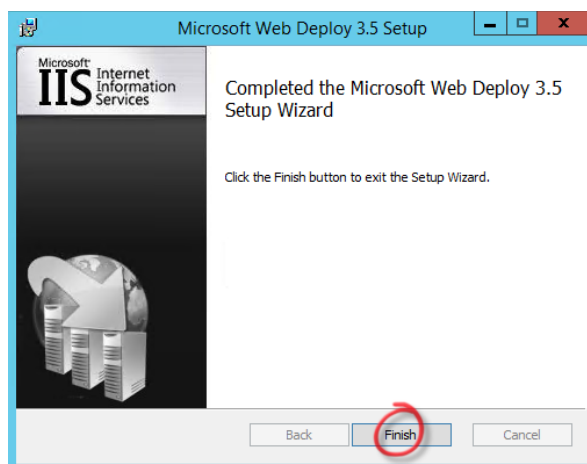 Microsoft Web Deploy 3.5 Setup
Microsoft
IIS Internet
Information
Services
Completed the Microsoft Web Deploy 3.5
Setup Wizard
Click the Finish button to exit the Setup Wizard.
Back Finish Cancel